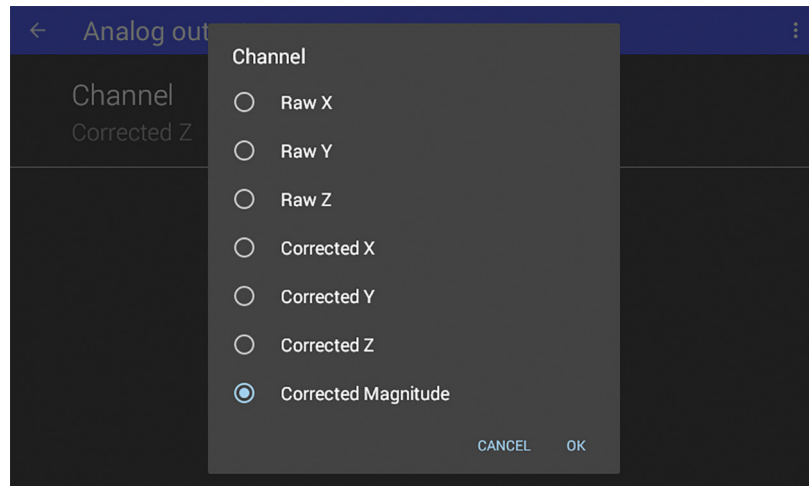 Analog out
Channel
Corrected Z
Channel
Raw X
Raw Y
Raw Z
Corrected X
Corrected Y
Corrected Z
Corrected Magnitude
CANCEL OK